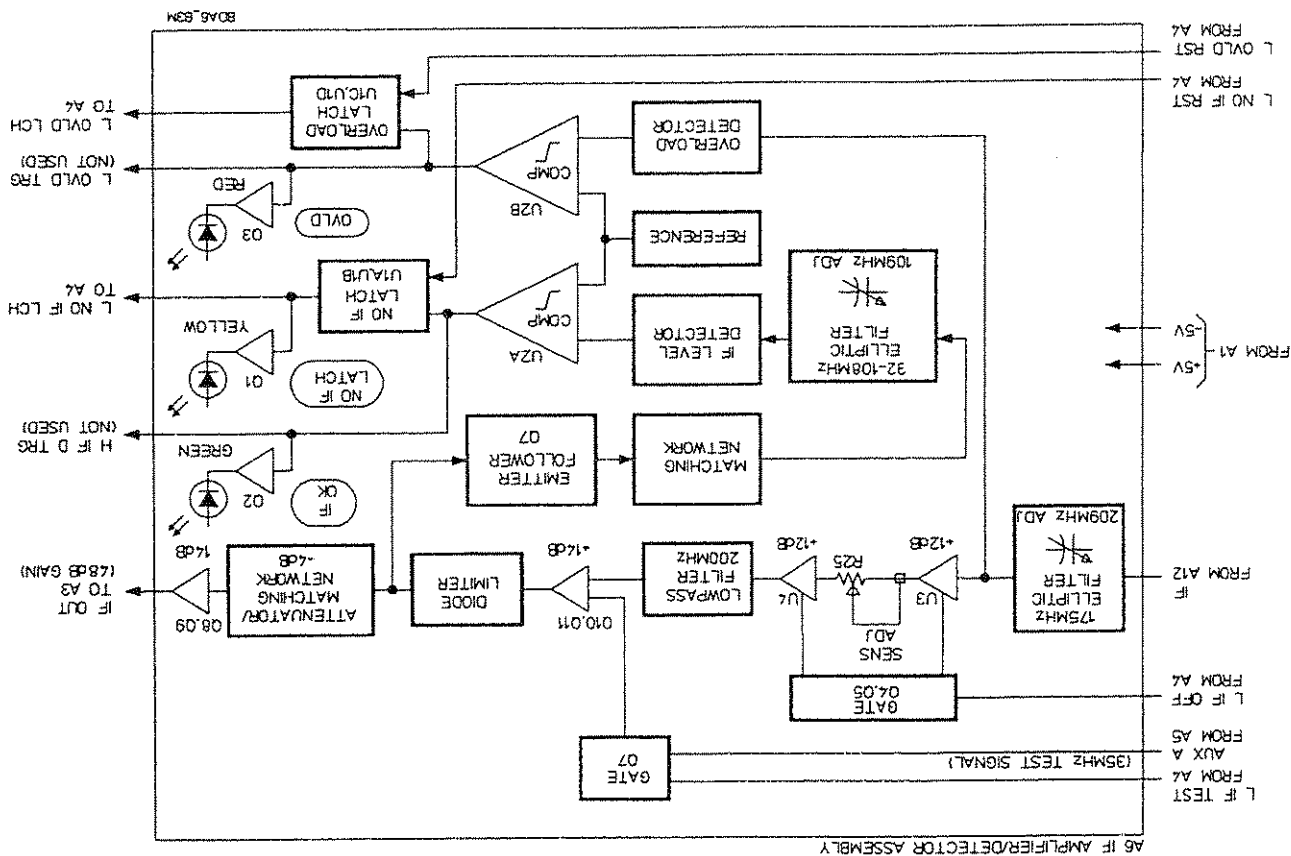 A6 IF AMPLIFIER/DETECTOR ASSEMBLY
L IF TEST
FROM A4
AUX A
FROM A5
(35MHz TEST SIGNAL)
GATE
Q7
L IF OFF
FROM A4
GATE
Q4,Q5
SENS
ADJ
IF
FROM A12
175MHz
ELLIPTIC
FILTER
209MHz ADJ
+12dB
U3
R25
+12dB
U4
LOWPASS
FILTER
200MHz
Q10,Q11
+14dB
DIODE
LIMITER
ATTENUATOR/
MATCHING
NETWORK
-4dB
Q8,Q9
14dB
IF OUT
TO A3
(48dB GAIN)
IF
OK
Q2
GREEN
H IF D TRG
(NOT USED)
MATCHING
NETWORK
EMITTER
FOLLOWER
Q7
FROM A1
+5V
-5V
32-108MHz
ELLIPTIC
FILTER
109MHz ADJ
IF LEVEL
DETECTOR
U2A
COMP
NO IF
LATCH
U1A,U1B
NO IF
LATCH
Q1
YELLOW
L NO IF LCH
TO A4
REFERENCE
OVERLOAD
DETECTOR
U2B
COMP
OVLD
Q3
RED
L OVLD TRG
(NOT USED)
OVERLOAD
LATCH
U1C,U1D
L OVLD LCH
TO A4
L NO IF RST
FROM A4
L OVLD RST
FROM A4